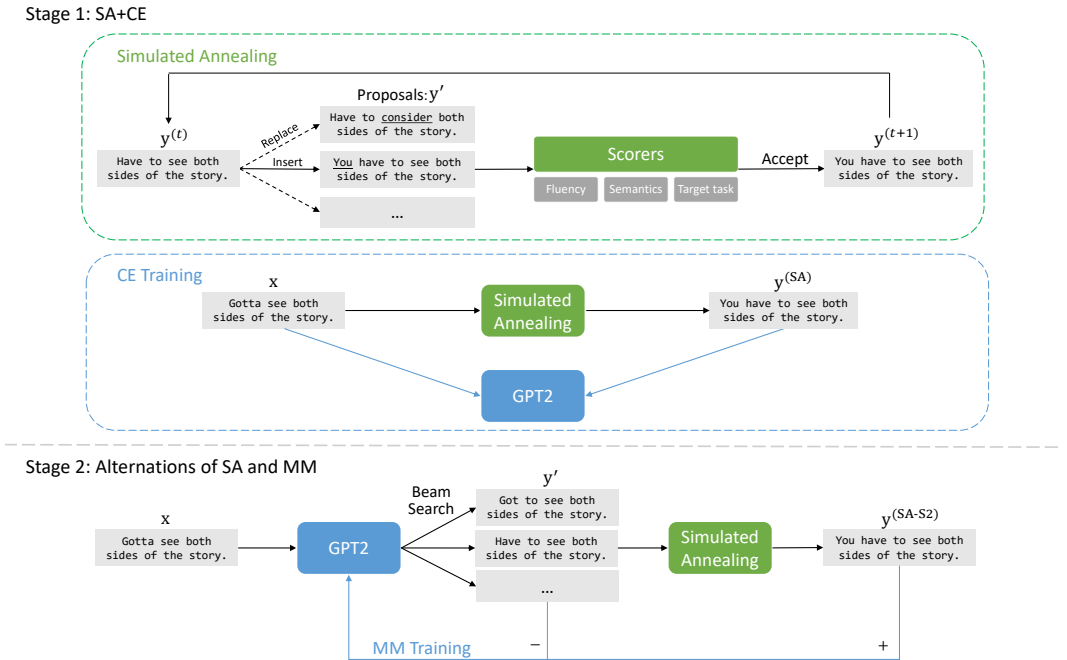 Stage 1: SA+CE
Simulated Annealing
Proposals: y′
y(t)
Have to see both
sides of the story.
Replace
Insert
Have to consider both
sides of the story.
You have to see both
sides of the story.
...
Scorers
Fluency
Semantics
Target task
Accept
y(t+1)
You have to see both
sides of the story.
CE Training
x
Gotta see both
sides of the story.
Simulated
Annealing
y(SA)
You have to see both
sides of the story.
GPT2
Stage 2: Alternations of SA and MM
x
Gotta see both
sides of the story.
GPT2
Beam
Search
y′
Got to see both
sides of the story.
Have to see both
sides of the story.
...
Simulated
Annealing
y(SA-S2)
You have to see both
sides of the story.
MM Training
−
+